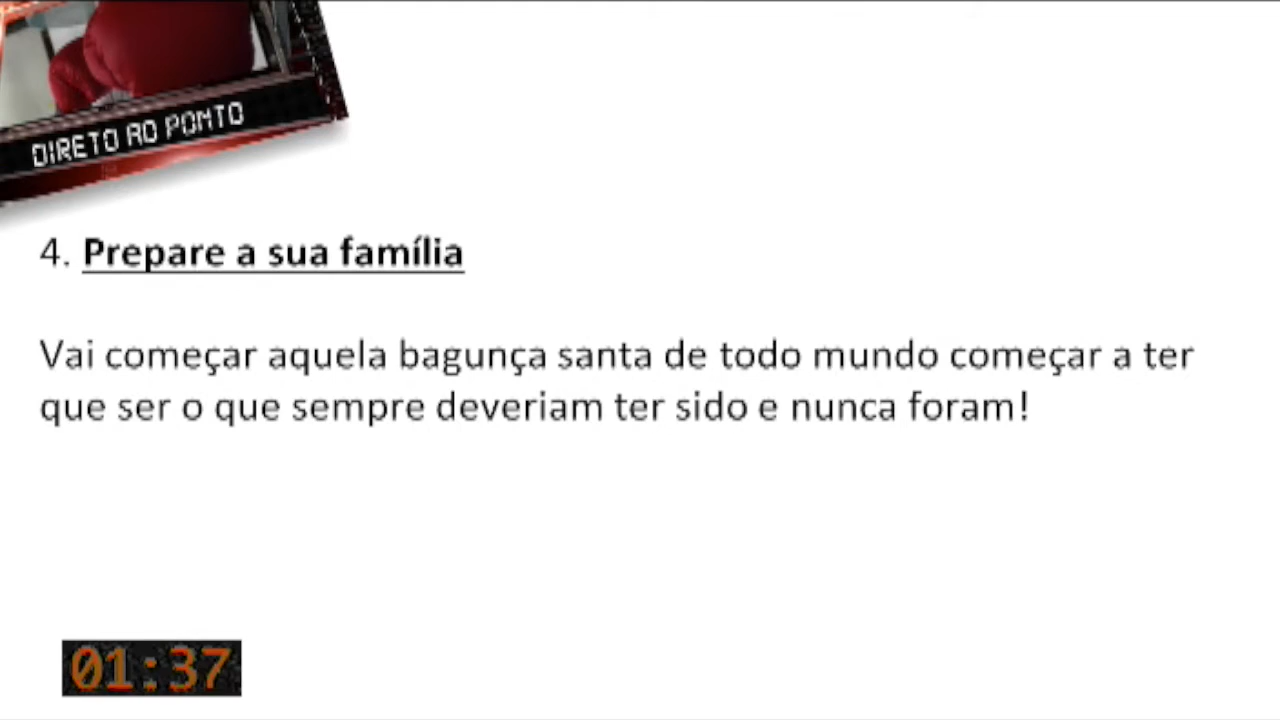 DIRETO AO PONTO
4. Prepare a sua família
Vai começar aquela bagunça santa de todo mundo começar a ter
que ser o que sempre deveriam ter sido e nunca foram!
01:37